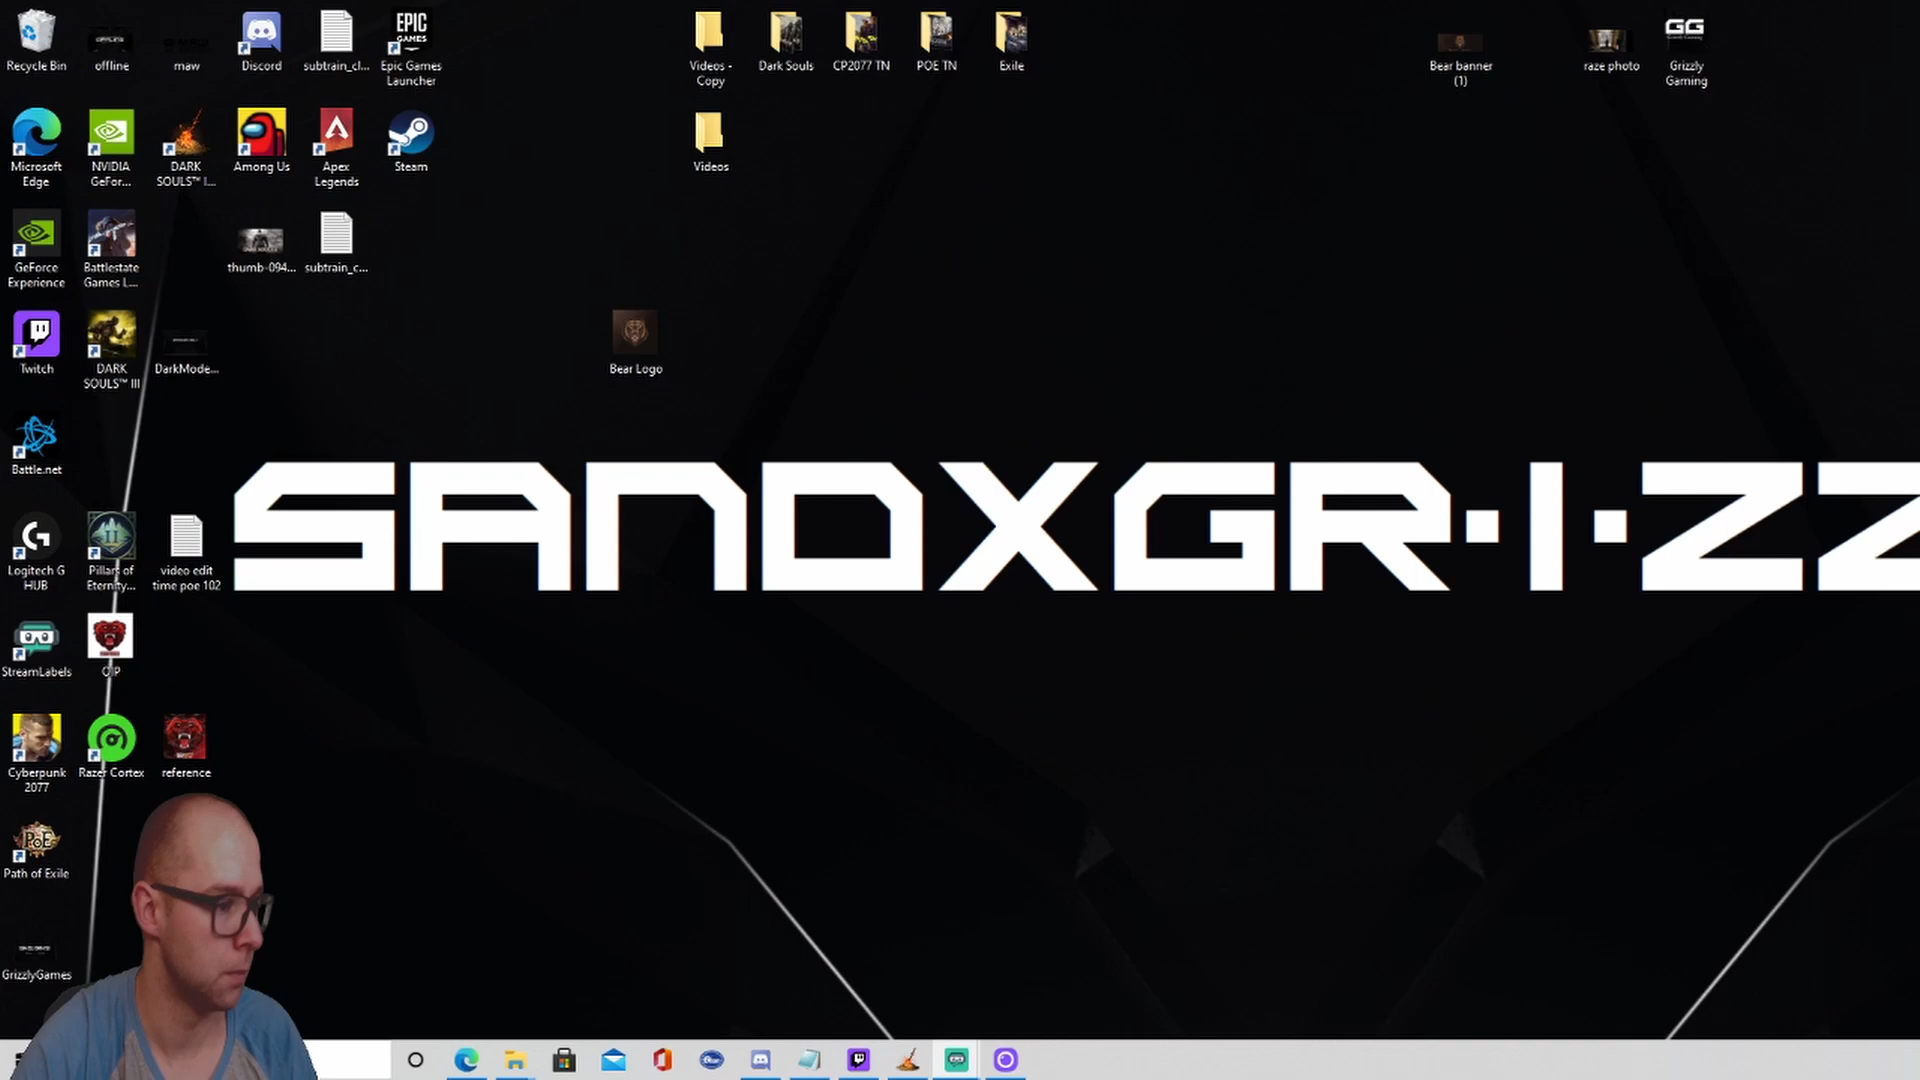 Recycle Bin
offline
maw
Discord
subtrain_cl...
EPIC
GAMES
Epic Games
Launcher
Videos -
Copy
Dark Souls
CP2077 TN
POE TN
Exile
Bear banner
(1)
raze photo
GG
Grizzly
Gaming
Microsoft
Edge
NVIDIA
GeFor...
DARK
SOULS™ I...
Among Us
Apex
Legends
Steam
Videos
GeForce
Experience
Battlestate
Games L...
thumb-094...
subtrain_c...
Twitch
DARK
SOULS™ III
DarkMode...
Bear Logo
Battle.net
SANDXGR·I·ZZ
Logitech G
HUB
Pillars of
Eternity...
video edit
time poe 102
StreamLabels
OIP
Cyberpunk
2077
Razer Cortex
reference
Path of Exile
GrizzlyGames